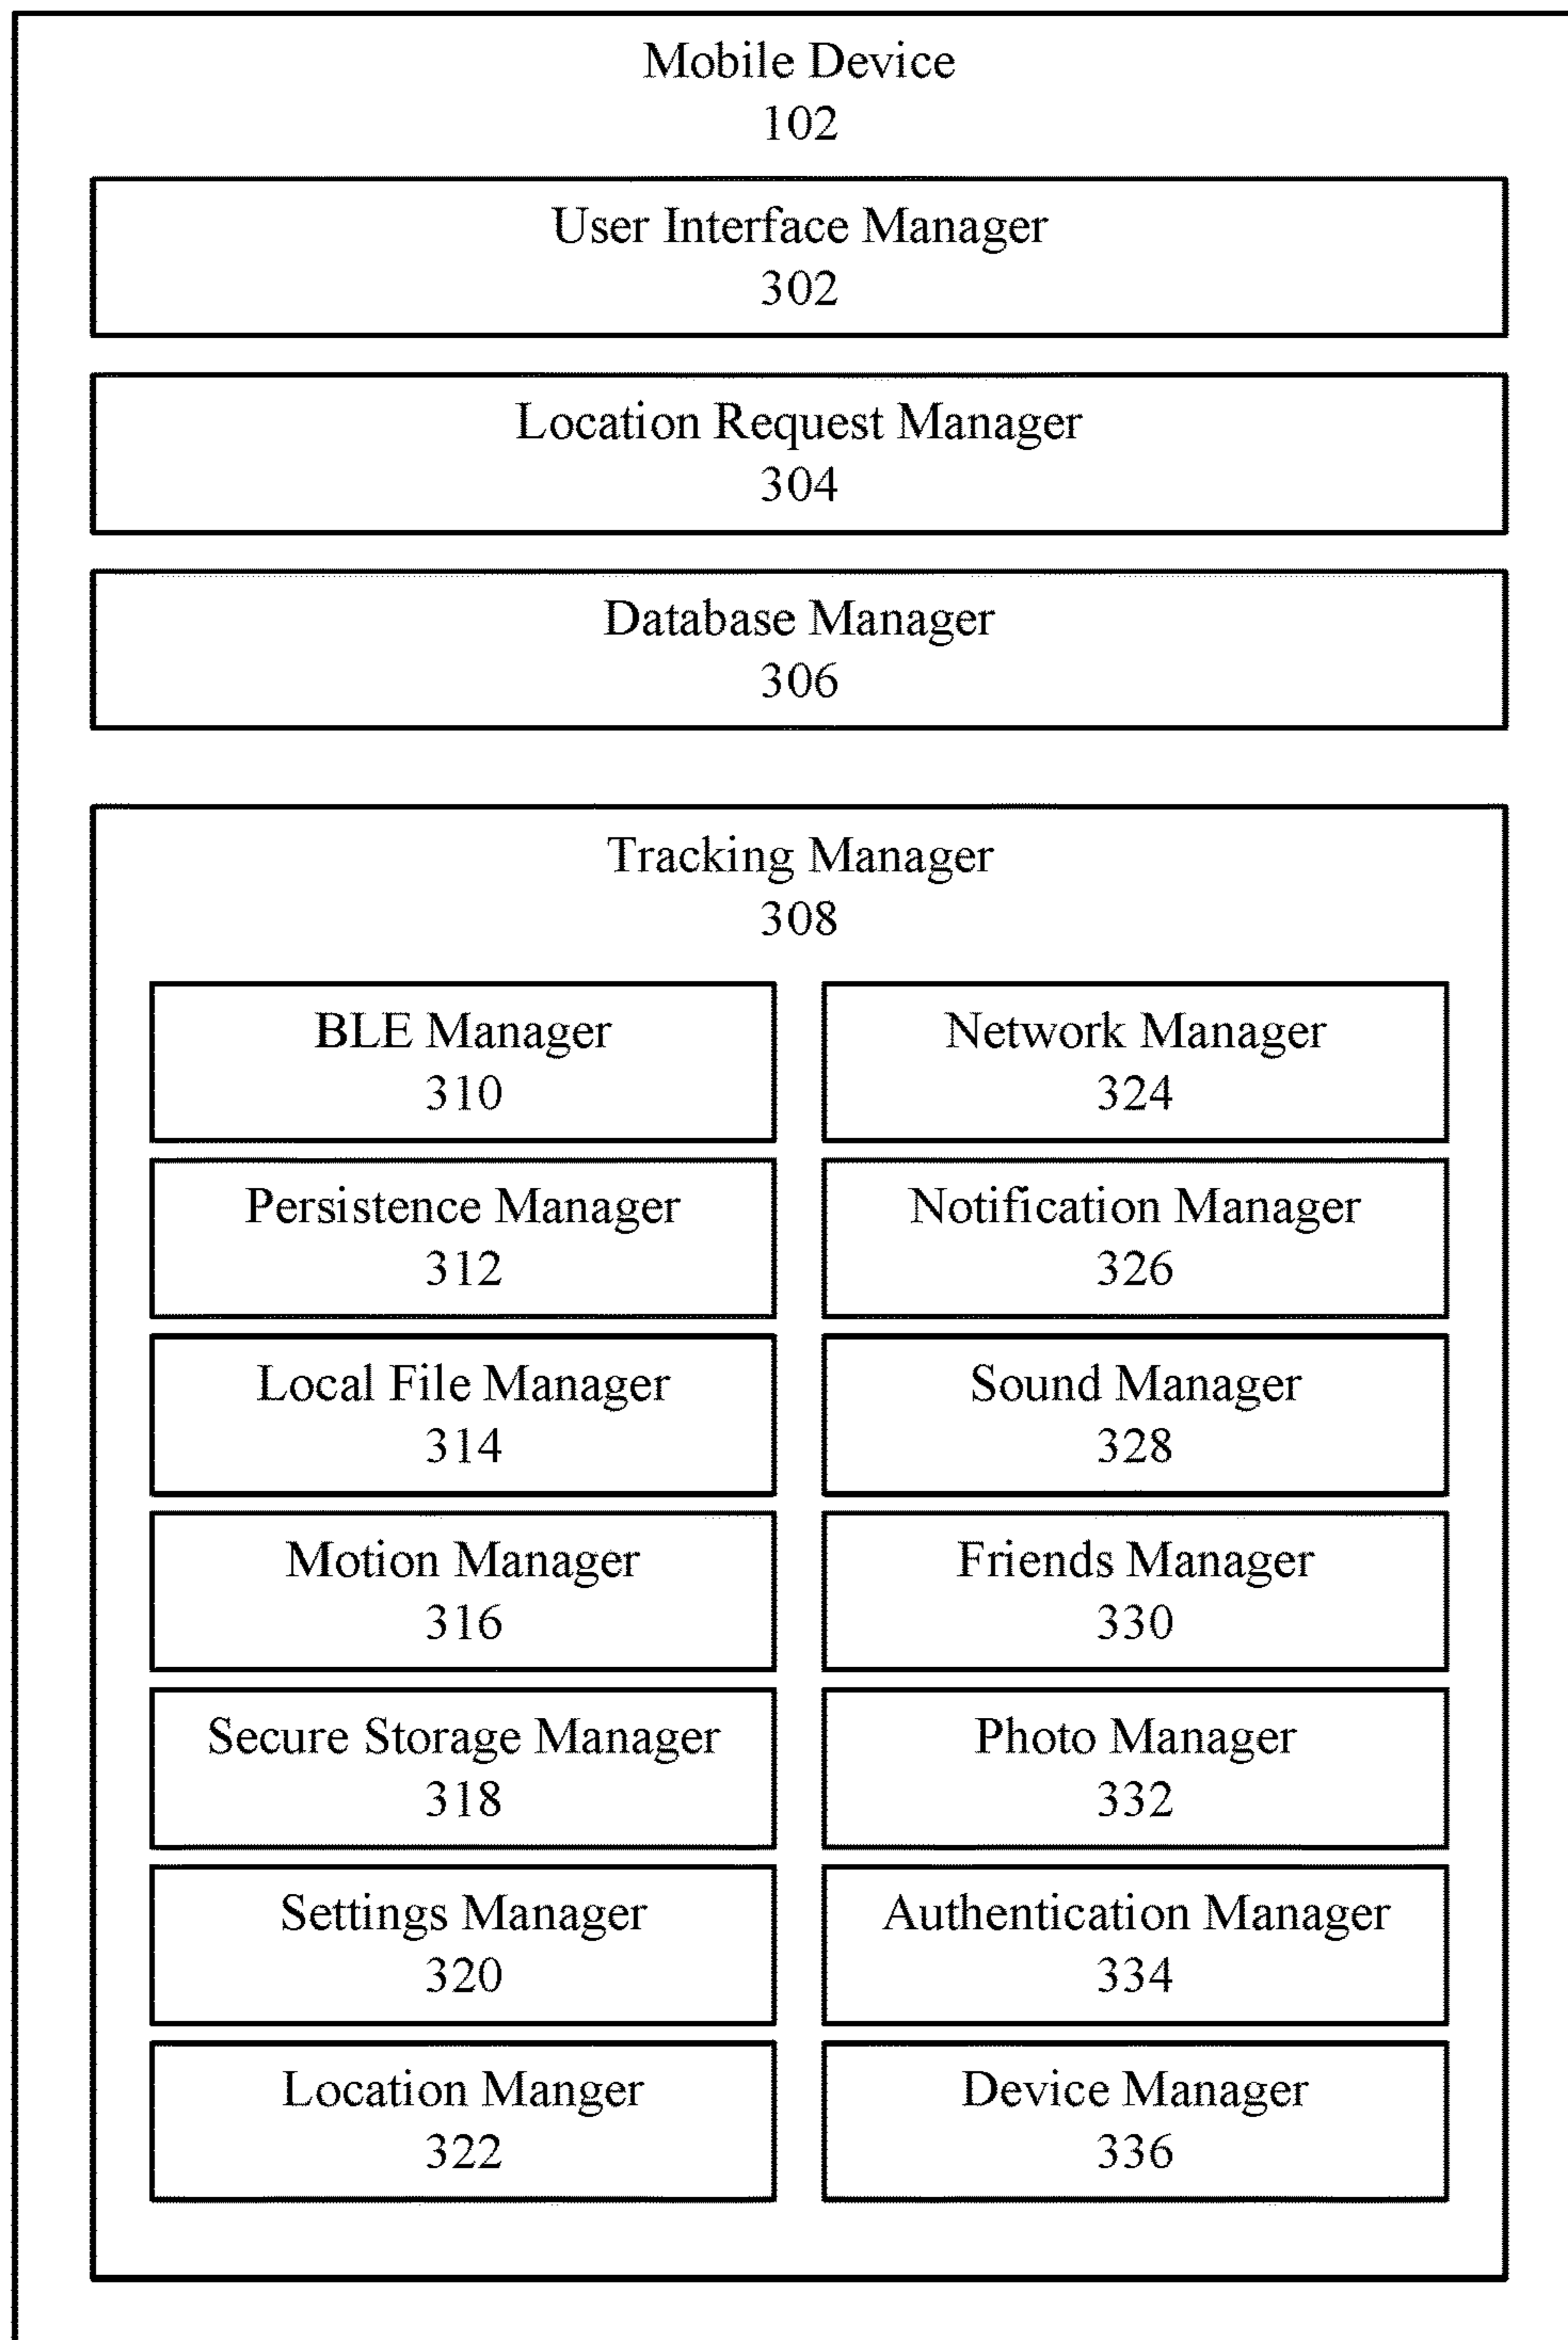 Mobile Device
102
User Interface Manager
302
Location Request Manager
304
Database Manager
306
Tracking Manager
308
BLE Manager
310
Network Manager
324
Persistence Manager
312
Notification Manager
326
Local File Manager
314
Sound Manager
328
Motion Manager
316
Friends Manager
330
Secure Storage Manager
318
Photo Manager
332
Settings Manager
320
Authentication Manager
334
Location Manger
322
Device Manager
336